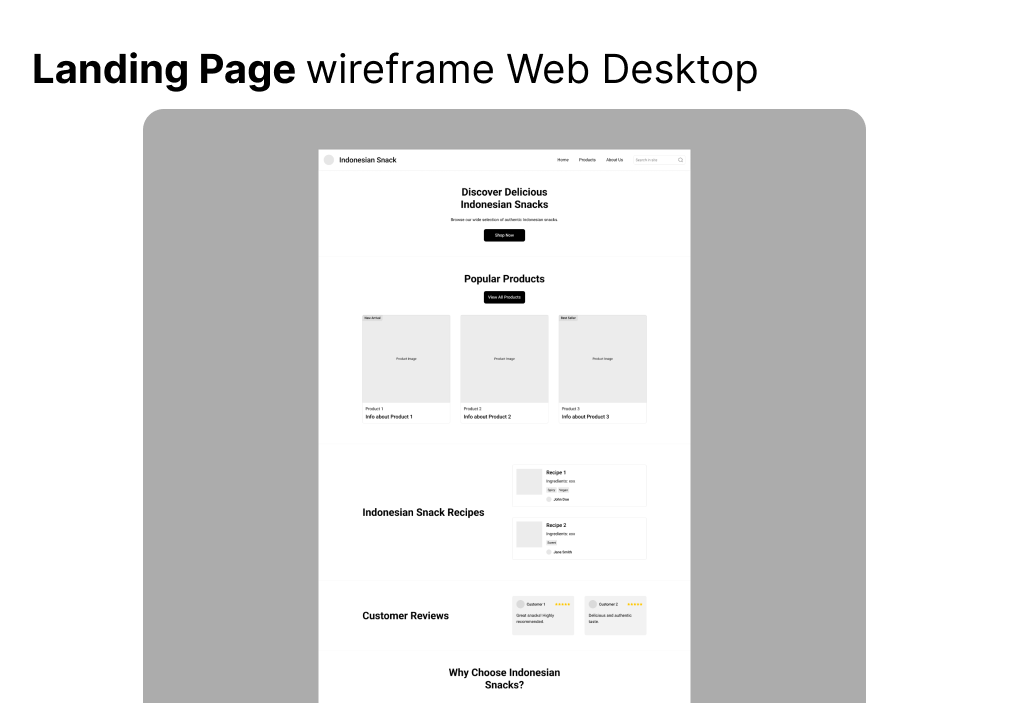 Landing Page wireframe Web Desktop
Indonesian Snack
Home Products About Us
Discover Delicious
Indonesian Snacks
Browse our wide selection of authentic Indonesian snacks.
Shop Now
Popular Products
View All Products
New Arrival
Product Image
Product 1
Info about Product 1
Product Image
Product 2
Info about Product 2
Best Seller
Product Image
Product 3
Info about Product 3
Indonesian Snack Recipes
Recipe 1
Ingredients: xxx
Spicy Vegan
John Doe
Recipe 2
Ingredients: xxx
Sweet
Jane Smith
Customer Reviews
Customer 1
Great snacks! Highly
recommended.
Customer 2
Delicious and authentic
taste.
Why Choose Indonesian
Snacks?